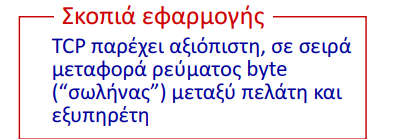 Σκοπιά εφαρμογής
TCP παρέχει αξιόπιστη, σε σειρά
μεταφορά ρεύματος byte
(“σωλήνας”) μεταξύ πελάτη και
εξυπηρέτη